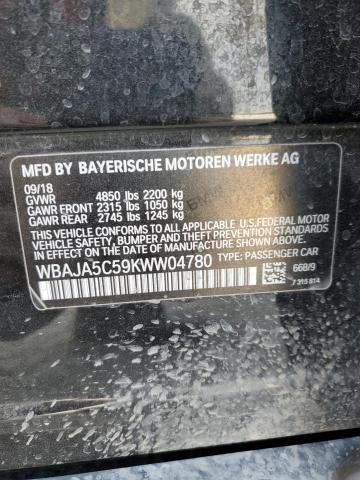 MFD BY BAYERISCHE MOTOREN WERKE AG
09/18
GVWR 4850 lbs 2200 kg
GAWR FRONT 2315 lbs 1050 kg
GAWR REAR 2745 lbs 1245 kg
THIS VEHICLE CONFORMS TO ALL APPLICABLE U.S. FEDERAL MOTOR
VEHICLE SAFETY, BUMPER, AND THEFT PREVENTION STANDARDS IN
EFFECT ON THE DATE OF MANUFACTURE SHOWN ABOVE.
WBAJA5C59KWW04780 TYPE: PASSENGER CAR
668/9
7 315 814